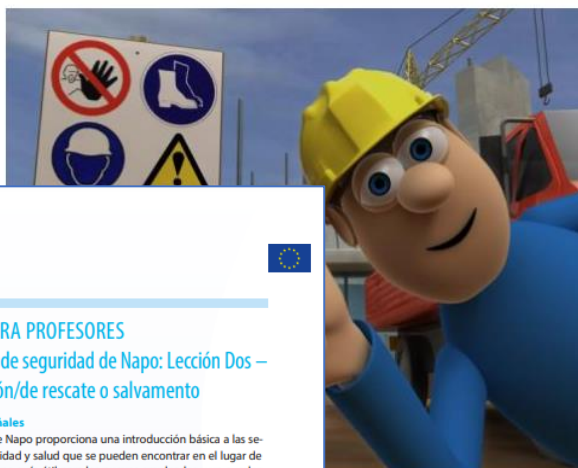 RA PROFESORES
de seguridad de Napo: Lección Dos –
ón/de rescate o salvamento
ñales
e Napo proporciona una introducción básica a las se-
idad y salud que se pueden encontrar en el lugar de